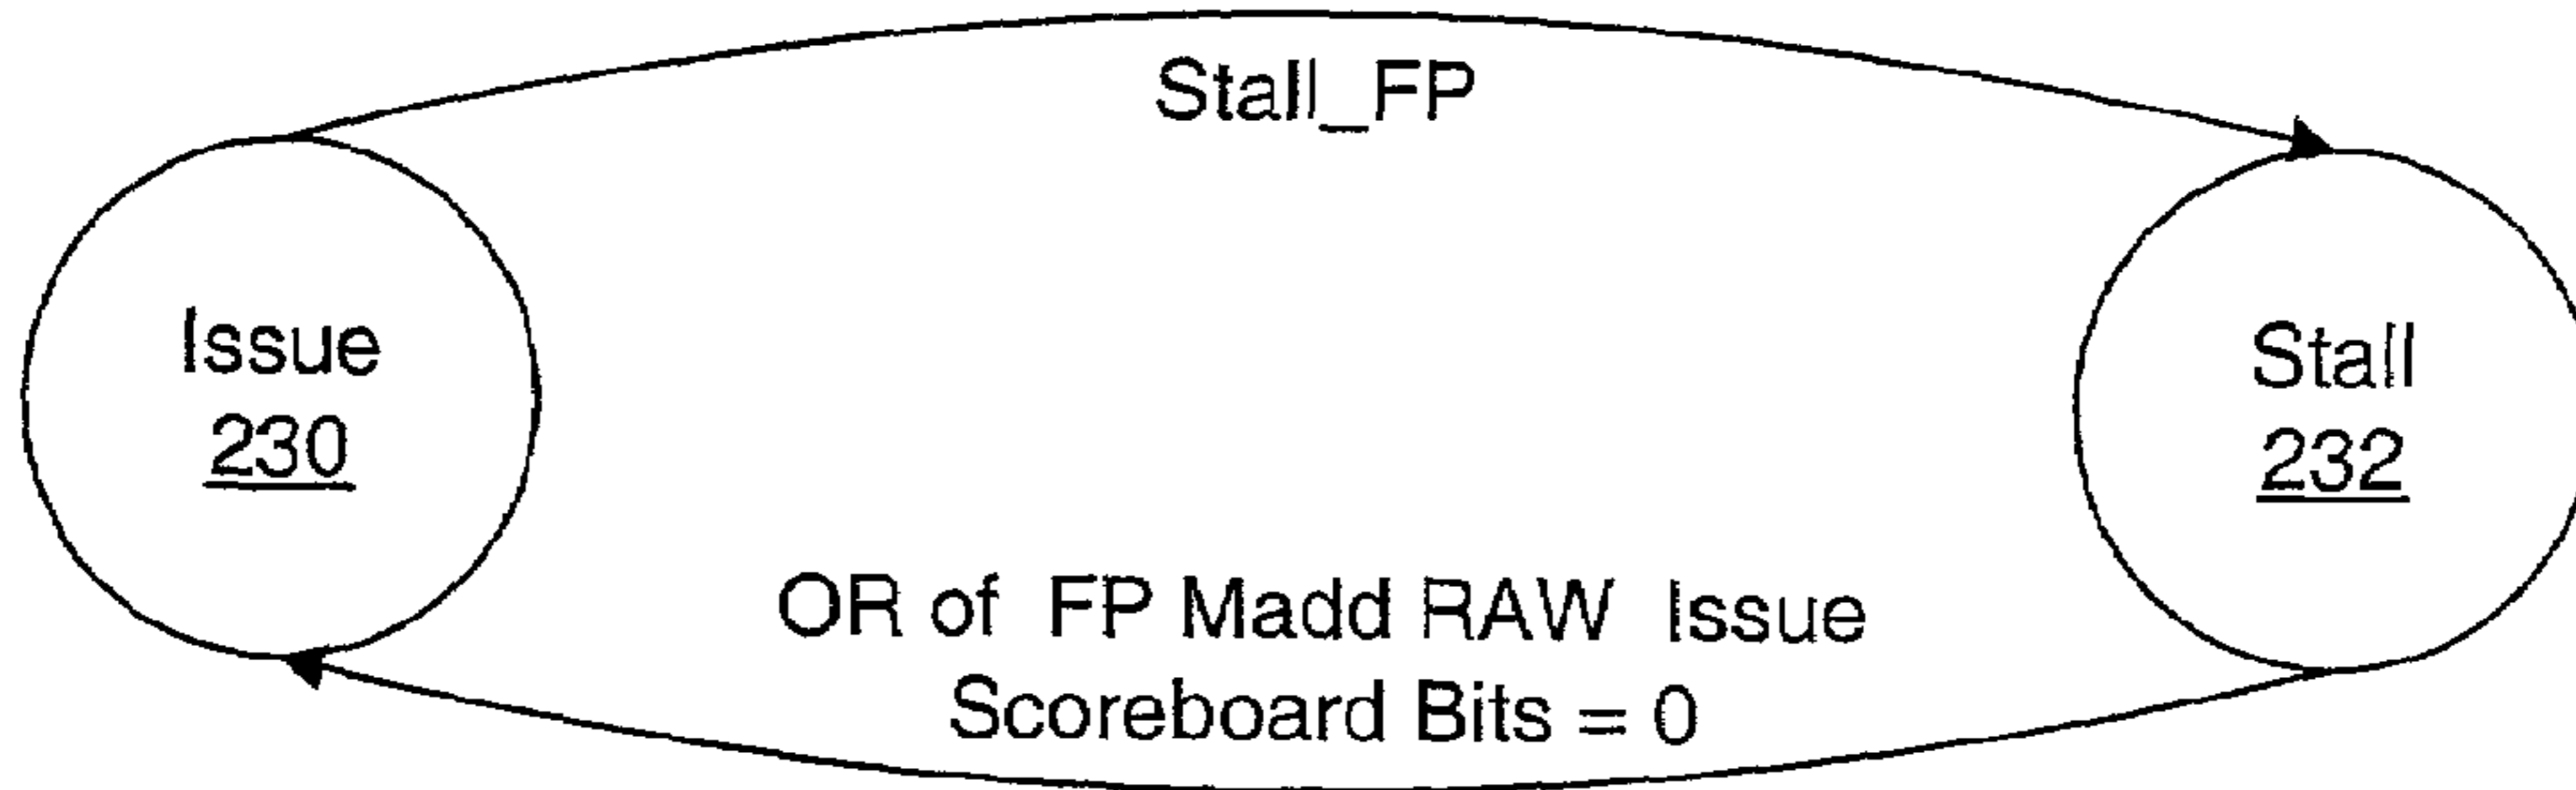 Stall_FP
Issue
230
Stall
232
OR of FP Madd RAW Issue
Scoreboard Bits = 0